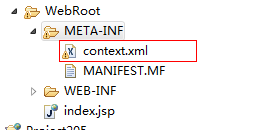 WebRoot
META-INF
context.xml
MANIFEST.MF
WEB-INF
index.jsp